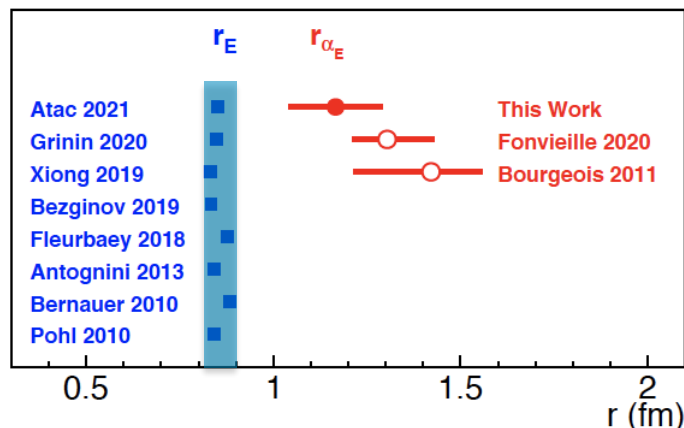 rE rαE
Atac 2021 This Work
Grinin 2020 Fonvieille 2020
Xiong 2019 Bourgeois 2011
Bezginov 2019
Fleurbaey 2018
Antognini 2013
Bernauer 2010
Pohl 2010
0.5 1 1.5 2
r (fm)